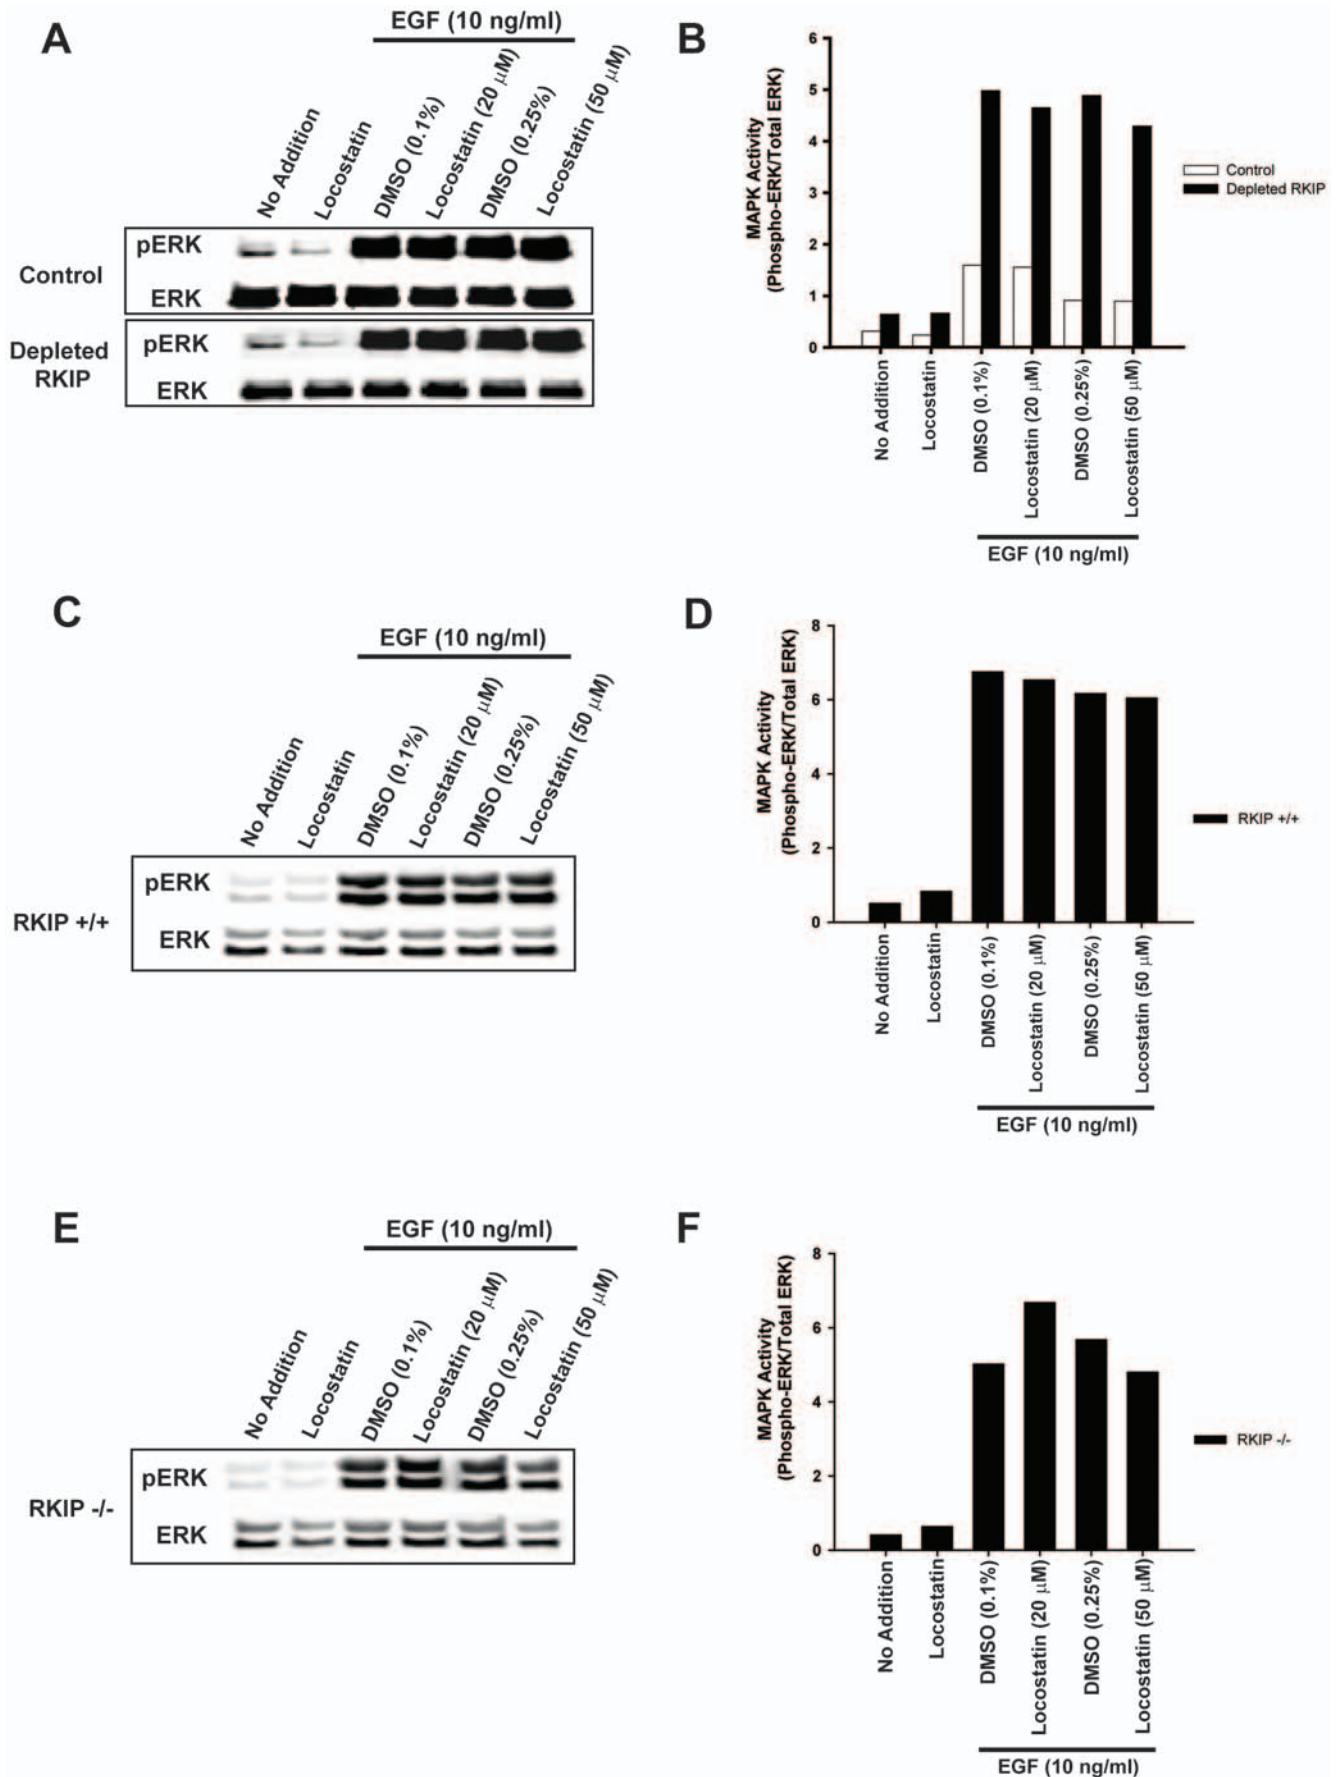 A
EGF (10 ng/ml)
No Addition
Locostatin
DMSO (0.1%)
Locostatin (20 μM)
DMSO (0.25%)
Locostatin (50 μM)
Control
pERK
ERK
Depleted
RKIP
pERK
ERK
B
MAPK Activity
(Phospho-ERK/Total ERK)
6
5
4
3
2
1
0
Control
Depleted RKIP
No Addition
Locostatin
DMSO (0.1%)
Locostatin (20 μM)
DMSO (0.25%)
Locostatin (50 μM)
EGF (10 ng/ml)
C
EGF (10 ng/ml)
No Addition
Locostatin
DMSO (0.1%)
Locostatin (20 μM)
DMSO (0.25%)
Locostatin (50 μM)
RKIP +/+
pERK
ERK
D
MAPK Activity
(Phospho-ERK/Total ERK)
8
6
4
2
0
RKIP +/+
No Addition
Locostatin
DMSO (0.1%)
Locostatin (20 μM)
DMSO (0.25%)
Locostatin (50 μM)
EGF (10 ng/ml)
E
EGF (10 ng/ml)
No Addition
Locostatin
DMSO (0.1%)
Locostatin (20 μM)
DMSO (0.25%)
Locostatin (50 μM)
RKIP -/-
pERK
ERK
F
MAPK Activity
(Phospho-ERK/Total ERK)
8
6
4
2
0
RKIP -/-
No Addition
Locostatin
DMSO (0.1%)
Locostatin (20 μM)
DMSO (0.25%)
Locostatin (50 μM)
EGF (10 ng/ml)